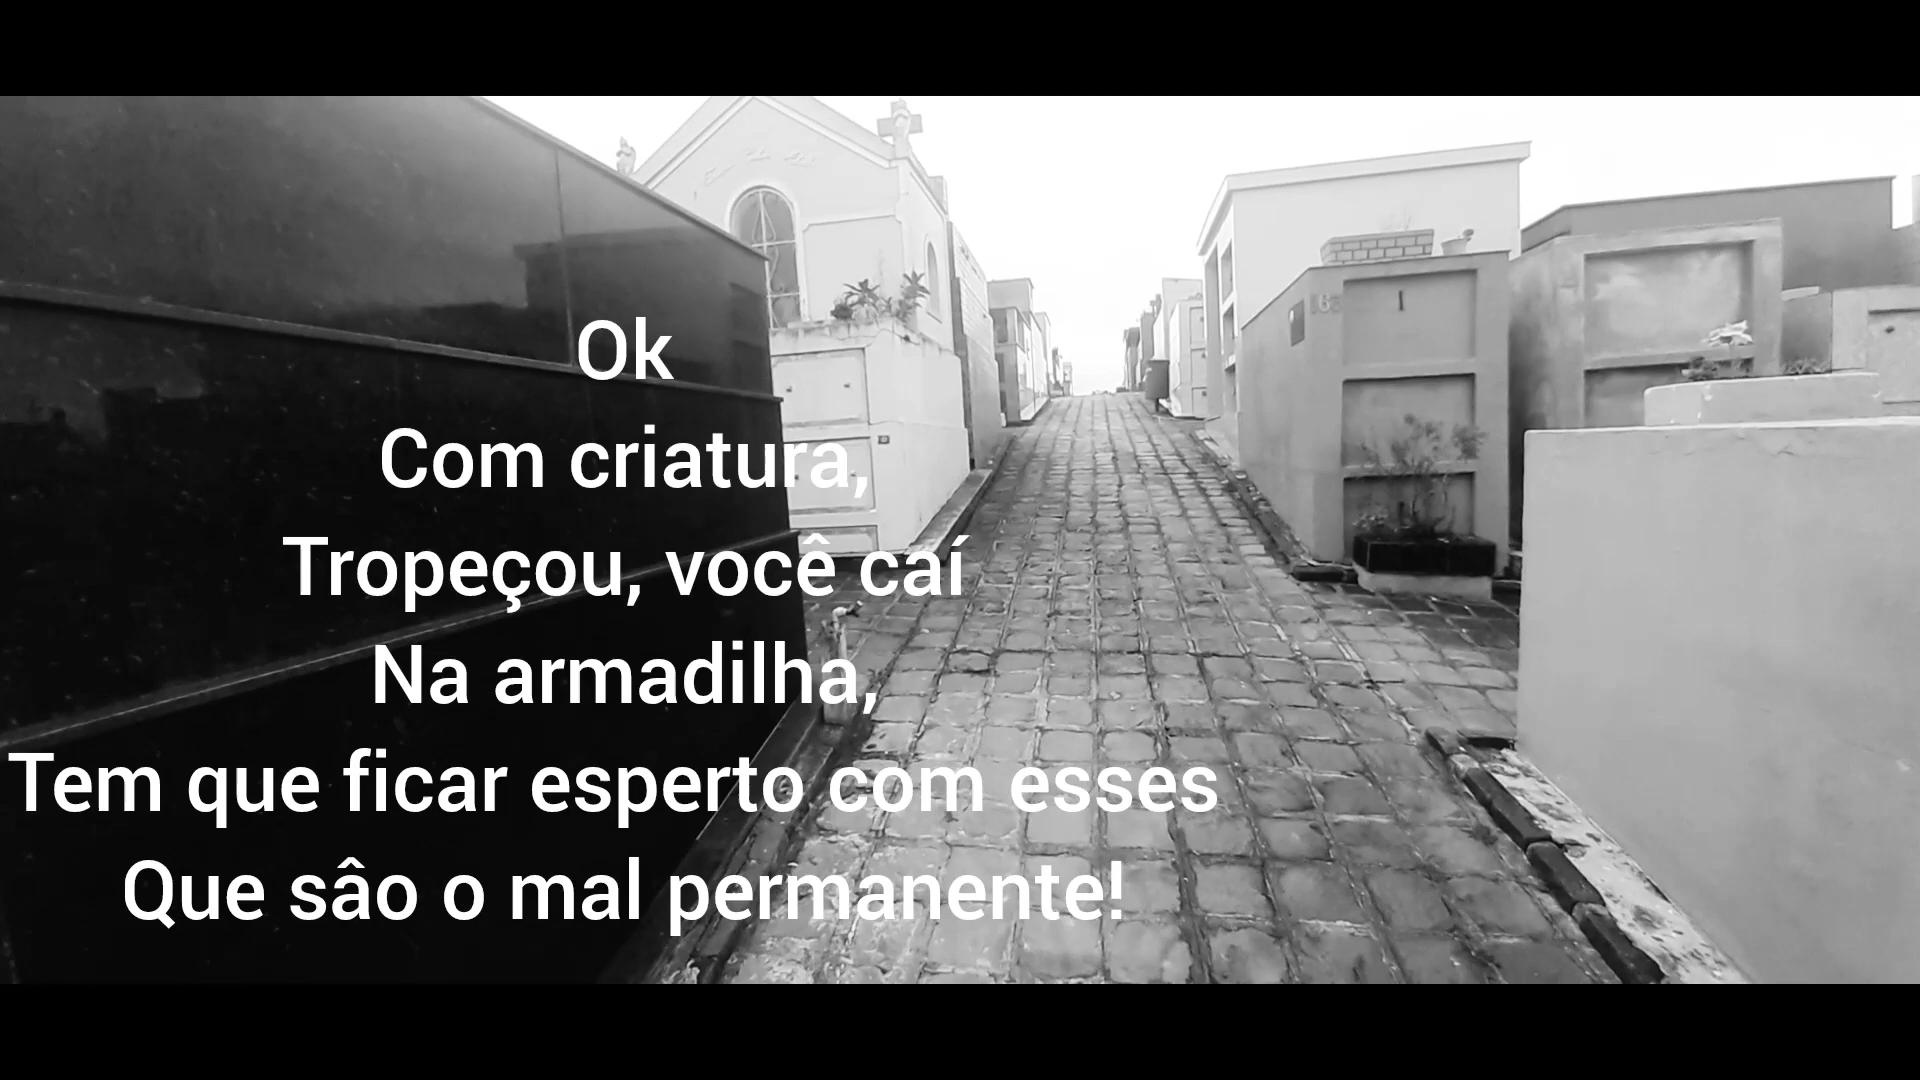 Ok
Com criatura,
Tropeçou, você caí
Na armadilha,
Tem que ficar esperto com esses
Que sâo o mal permanente!